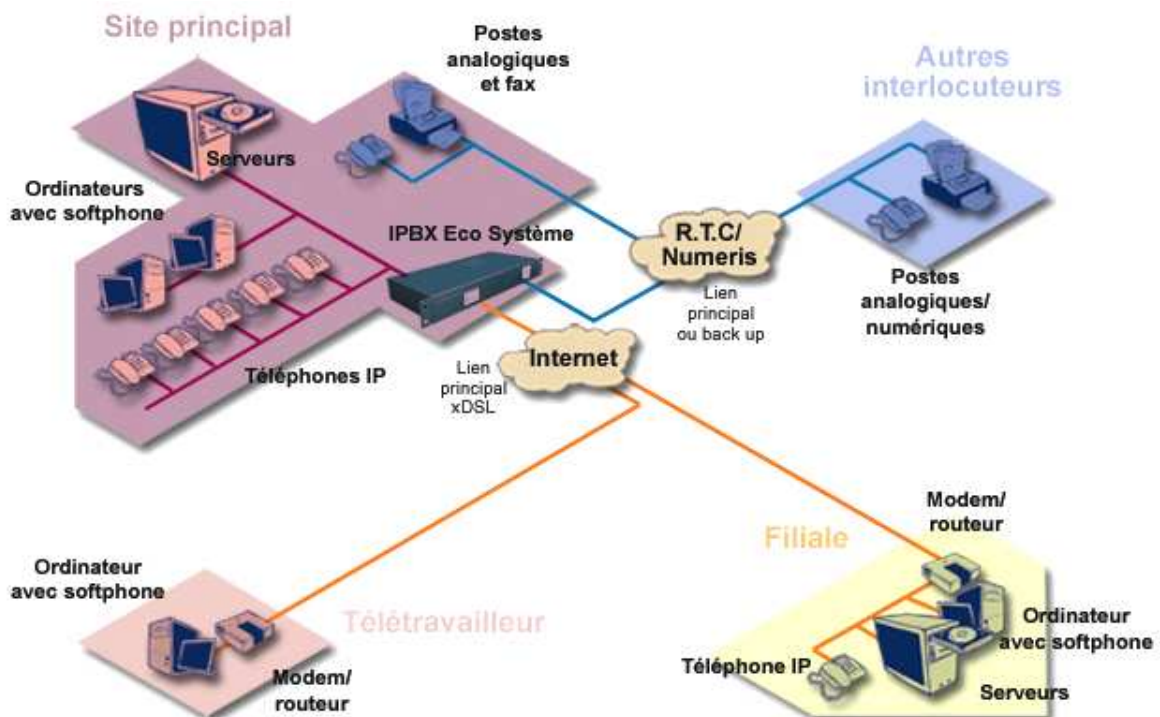 Site principal
Postes
analogiques
et fax
Autres
interlocuteurs
Serveurs
Ordinateurs
avec softphone
IPBX Eco Système
R.T.C/
Numeris
Lien
principal
ou back up
Postes
analogiques/
numériques
Téléphones IP
Internet
Lien
principal
xDSL
Modem/
routeur
Filiale
Ordinateur
avec softphone
Télétravailleur
Modem/
routeur
Ordinateur
avec softphone
Téléphone IP
Serveurs